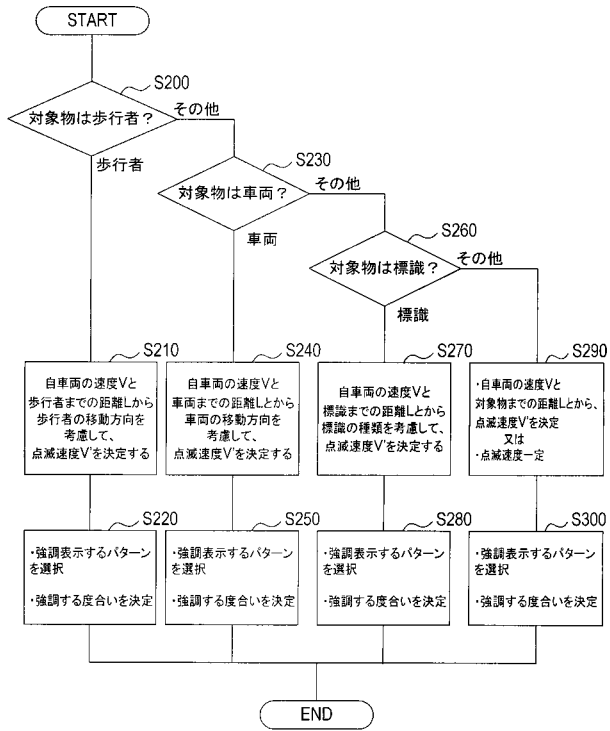 START
S200
対象物は歩行者？
その他
歩行者
S230
対象物は車両？
その他
車両
S260
対象物は標識？
その他
標識
S210
自車両の速度Vと
歩行者までの距離Lから
歩行者の移動方向を
考慮して、
点滅速度V'を決定する
S240
自車両の速度Vと
車両までの距離Lとから
車両の移動方向を
考慮して、
点滅速度V'を決定する
S270
自車両の速度Vと
標識までの距離Lとから
標識の種類を考慮して、
点滅速度V'を決定する
S290
・自車両の速度Vと
対象物までの距離Lとから、
点滅速度V'を決定
又は
・点滅速度一定
S220
・強調表示するパターン
を選択
・強調する度合いを決定
S250
・強調表示するパターン
を選択
・強調する度合いを決定
S280
・強調表示するパターン
を選択
・強調する度合いを決定
S300
・強調表示するパターン
を選択
・強調する度合いを決定
END